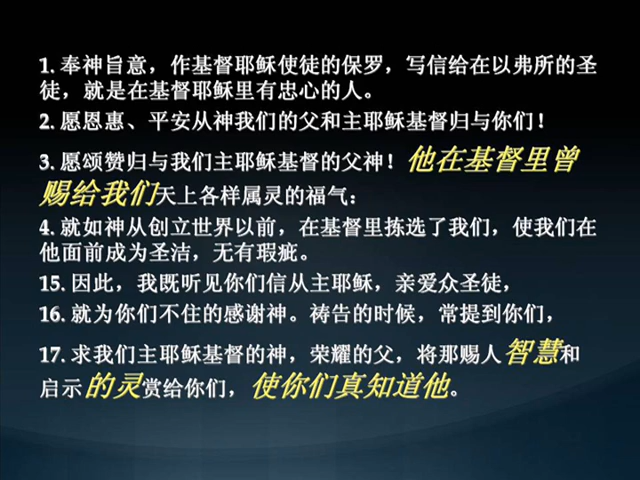 1. 奉神旨意，作基督耶稣使徒的保罗，写信给在以弗所的圣
徒，就是在基督耶稣里有忠心的人。
2. 愿恩惠、平安从神我们的父和主耶稣基督归与你们！
3. 愿颂赞归与我们主耶稣基督的父神！他在基督里曾
赐给我们天上各样属灵的福气：
4. 就如神从创立世界以前，在基督里拣选了我们，使我们在
他面前成为圣洁，无有瑕疵。
15. 因此，我既听见你们信从主耶稣，亲爱众圣徒，
16. 就为你们不住的感谢神。祷告的时候，常提到你们，
17. 求我们主耶稣基督的神，荣耀的父，将那赐人智慧和
启示的灵赏给你们，使你们真知道他。